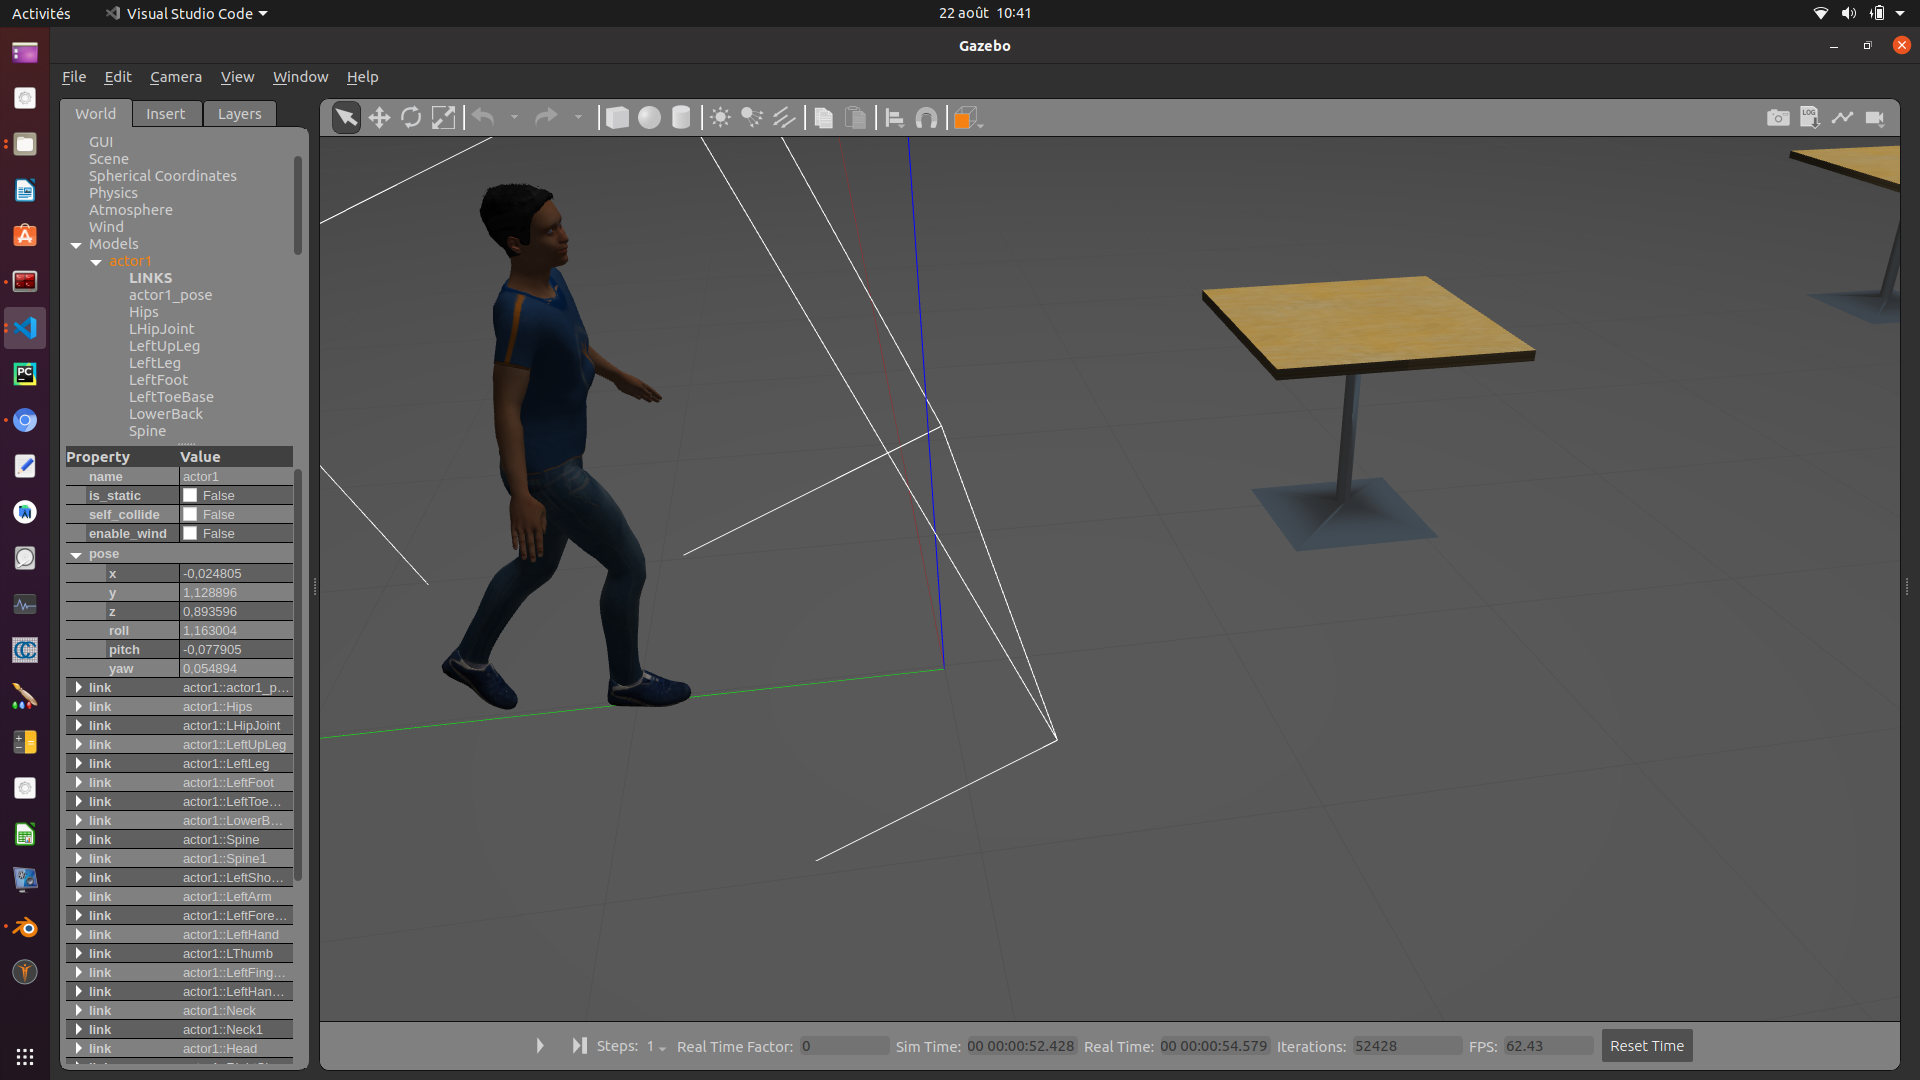 Activités
Visual Studio Code
22 août 10:41
Gazebo
File Edit Camera View Window Help
World Insert Layers
GUI
Scene
Spherical Coordinates
Physics
Atmosphere
Wind
Models
actor1
LINKS
actor1_pose
Hips
LHipJoint
LeftUpLeg
LeftLeg
LeftFoot
LeftToeBase
LowerBack
Spine
Property Value
name actor1
is_static False
self_collide False
enable_wind False
pose
x -0,024805
y 1,128896
z 0,893596
roll 1,163004
pitch -0,077905
yaw 0,054894
link actor1::actor1_p...
link actor1::Hips
link actor1::LHipJoint
link actor1::LeftUpLeg
link actor1::LeftLeg
link actor1::LeftFoot
link actor1::LeftToe...
link actor1::LowerB...
link actor1::Spine
link actor1::Spine1
link actor1::LeftSho...
link actor1::LeftArm
link actor1::LeftFore...
link actor1::LeftHand
link actor1::LThumb
link actor1::LeftFing...
link actor1::LeftHan...
link actor1::Neck
link actor1::Neck1
link actor1::Head
LOG
PC
Steps: 1 Real Time Factor: 0 Sim Time: 00 00:00:52.428 Real Time: 00 00:00:54.579 Iterations: 52428 FPS: 62.43 Reset Time